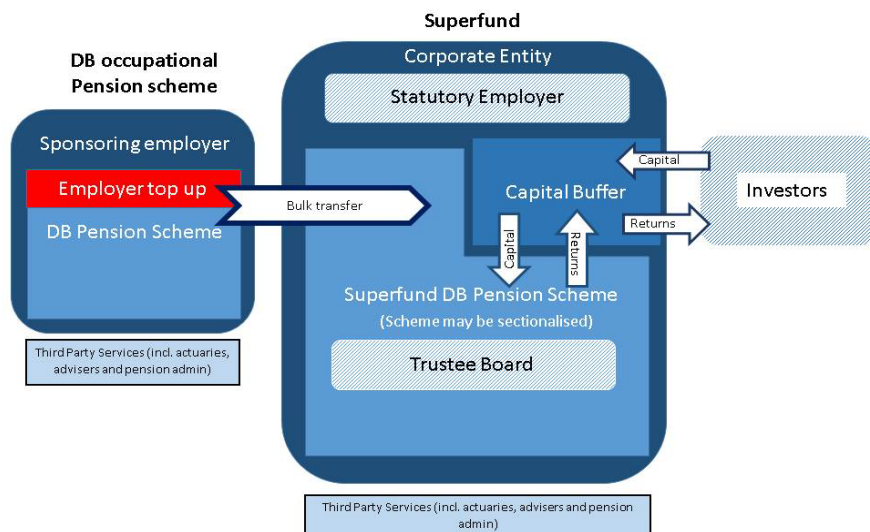 Superfund
DB occupational
Pension scheme
Corporate Entity
Statutory Employer
Sponsoring employer
Employer top up
DB Pension Scheme
Bulk transfer
Capital Buffer
Capital
Returns
Investors
Capital
Returns
Superfund DB Pension Scheme
(Scheme may be sectionalised)
Trustee Board
Third Party Services (incl. actuaries,
advisers and pension admin)
Third Party Services (incl. actuaries, advisers and pension
admin)